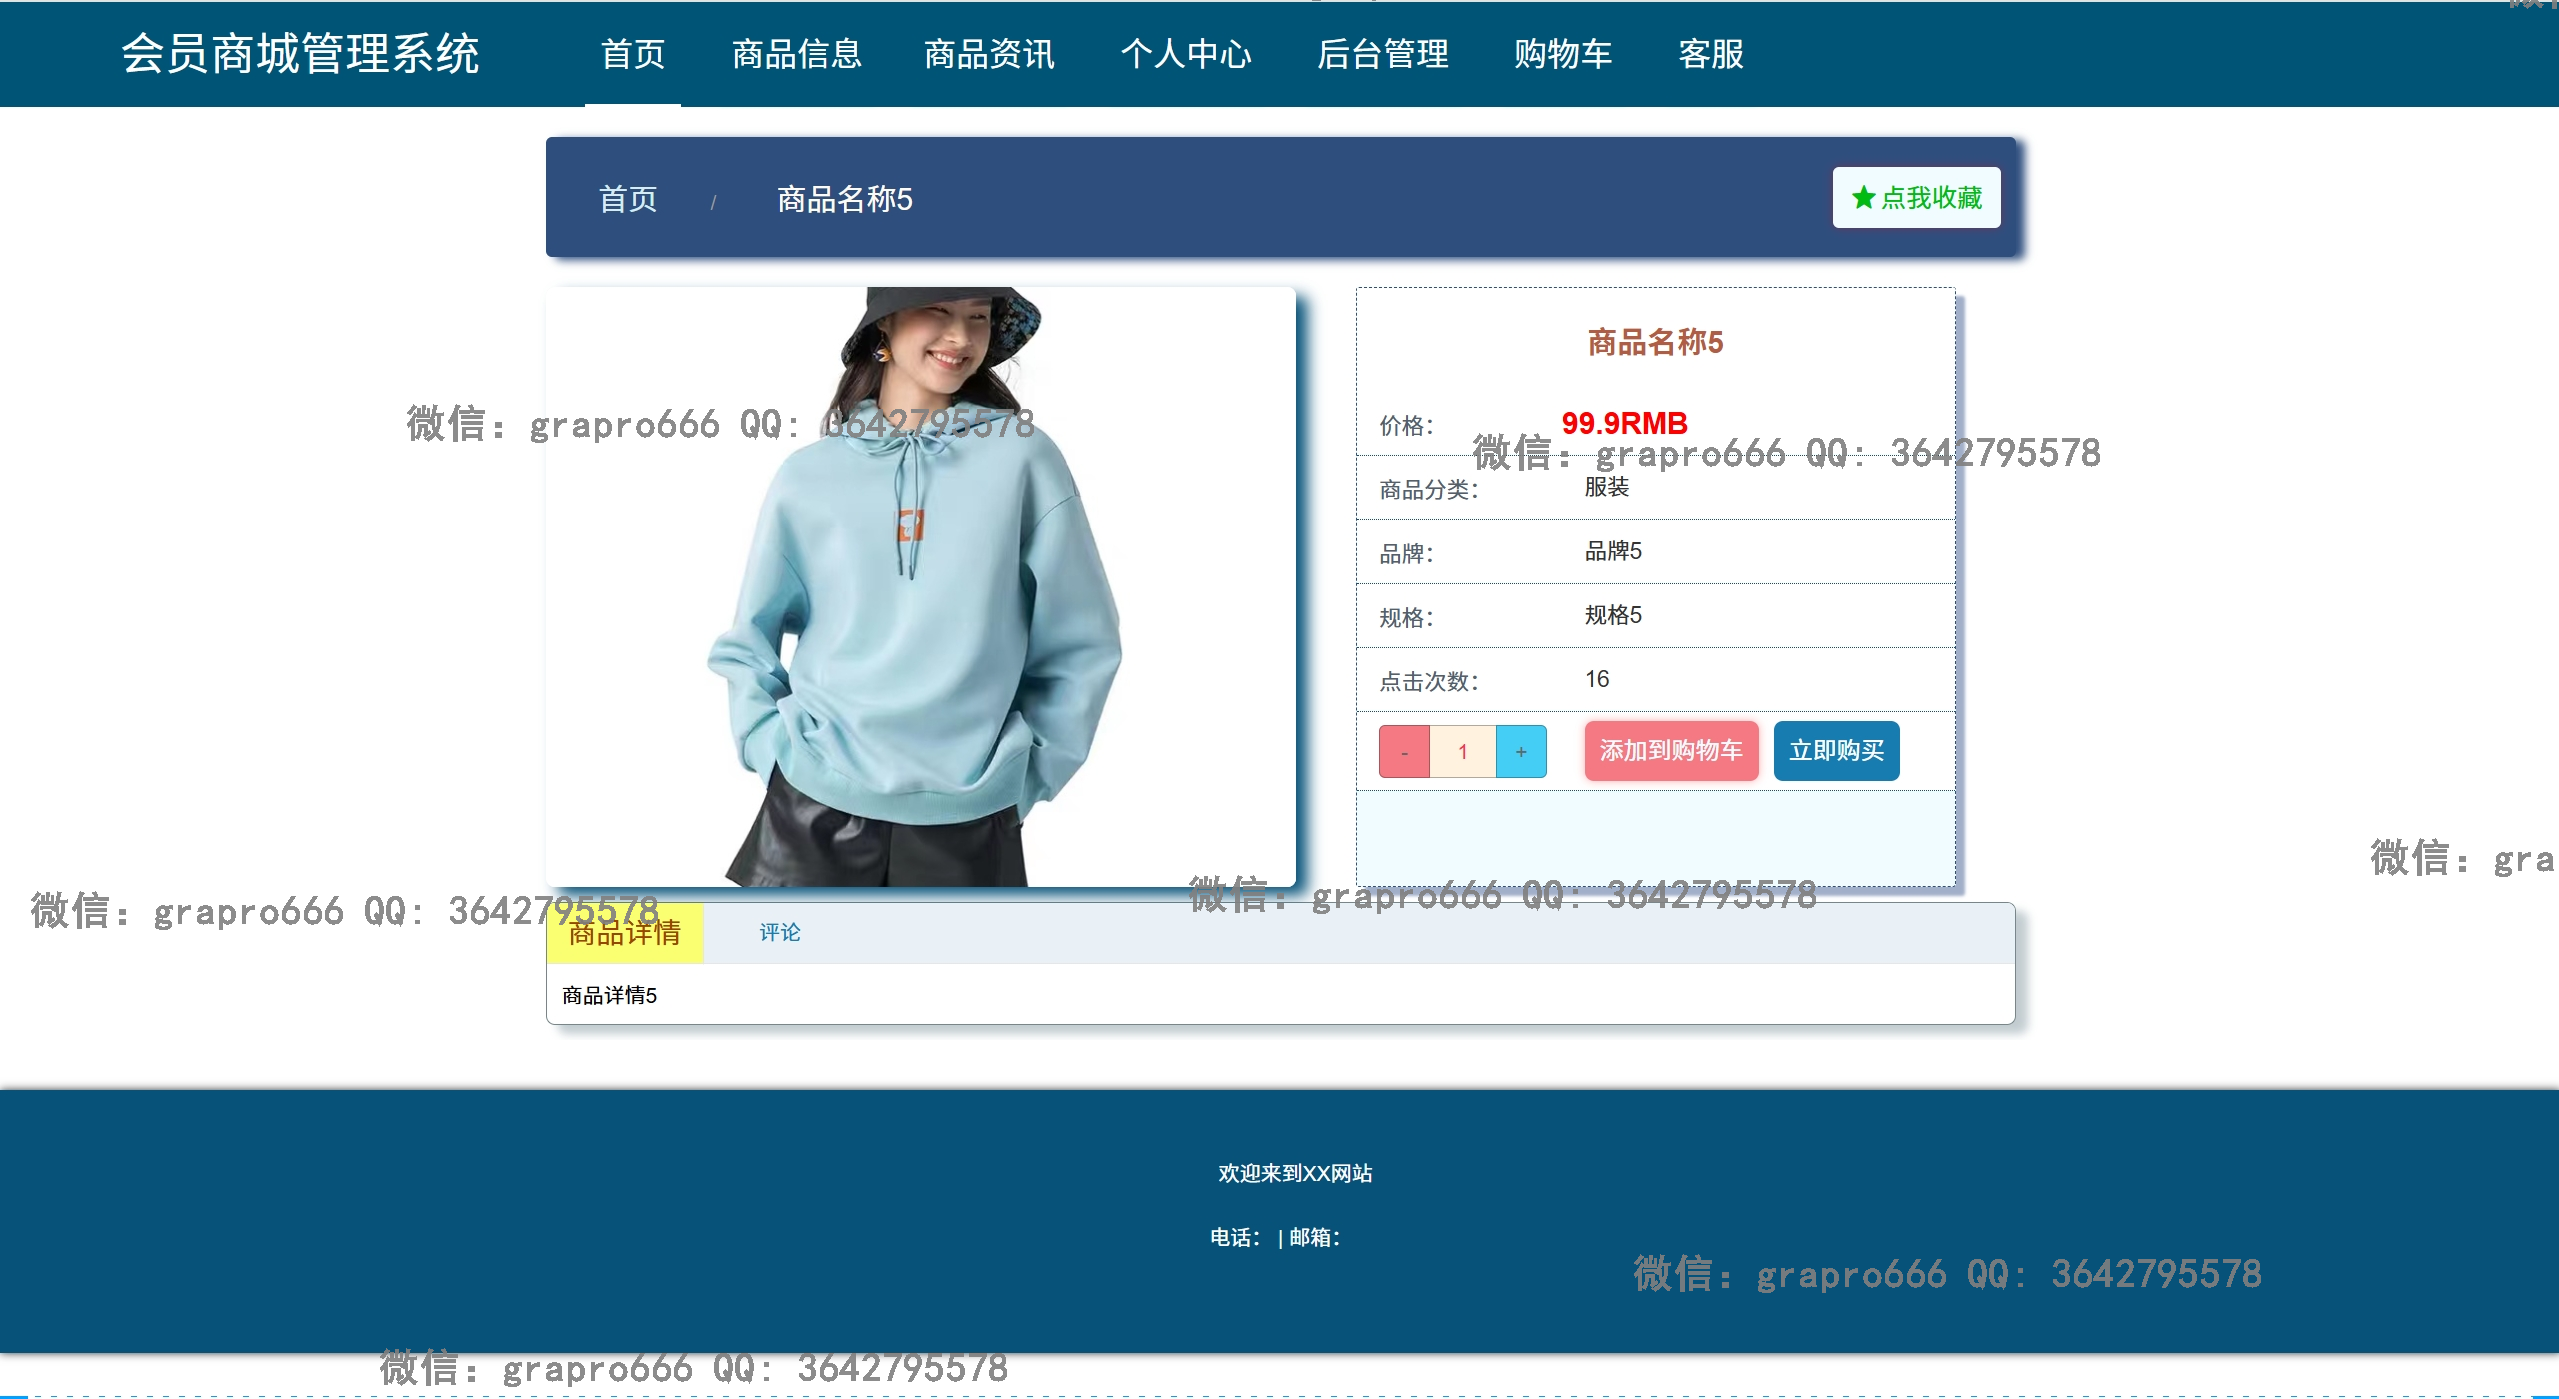 会员商城管理系统 首页 商品信息 商品资讯 个人中心 后台管理 购物车 客服
首页 / 商品名称5 点我收藏
商品名称5
价格： 99.9RMB
微信：grapro666 QQ: 3642795578
微信：grapro666 QQ: 3642795578
商品分类： 服装
品牌： 品牌5
规格： 规格5
点击次数： 16
- 1 + 添加到购物车 立即购买
微信：gra
微信：grapro666 QQ: 3642795578
微信：grapro666 QQ: 3642795578
商品详情 评论
商品详情5
欢迎来到XX网站
电话： | 邮箱：
微信：grapro666 QQ: 3642795578
微信：grapro666 QQ: 3642795578